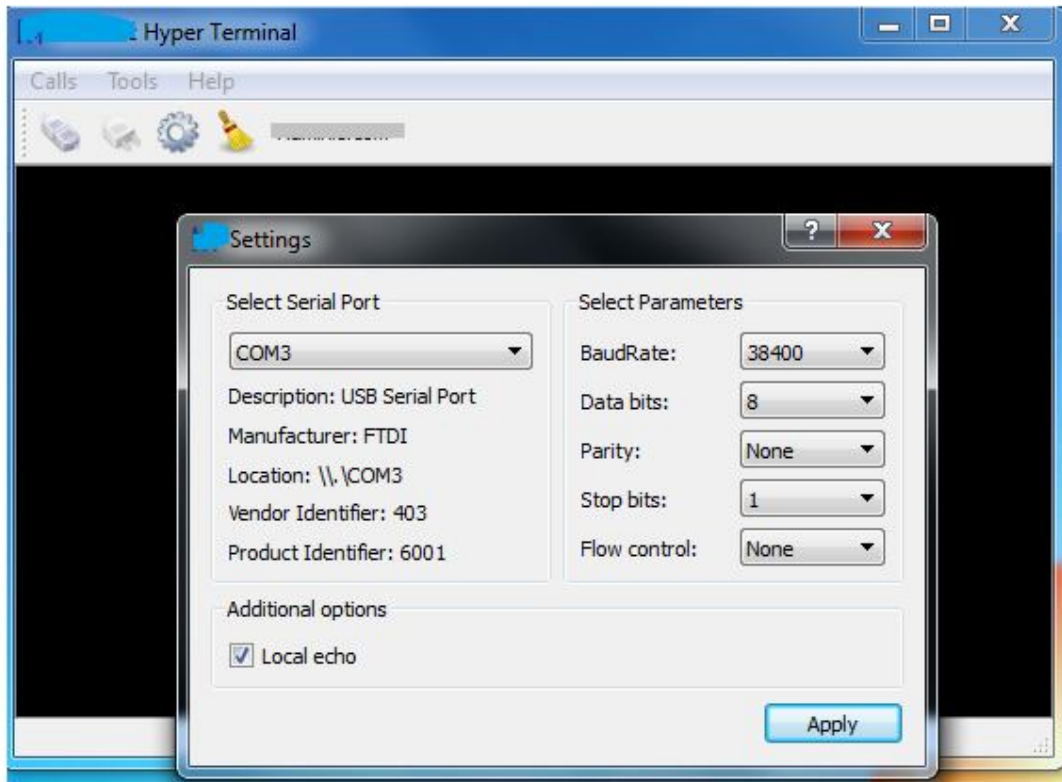 Hyper Terminal
Calls Tools Help
Settings
Select Serial Port
COM3
Description: USB Serial Port
Manufacturer: FTDI
Location: \\.\COM3
Vendor Identifier: 403
Product Identifier: 6001
Select Parameters
BaudRate: 38400
Data bits: 8
Parity: None
Stop bits: 1
Flow control: None
Additional options
Local echo
Apply